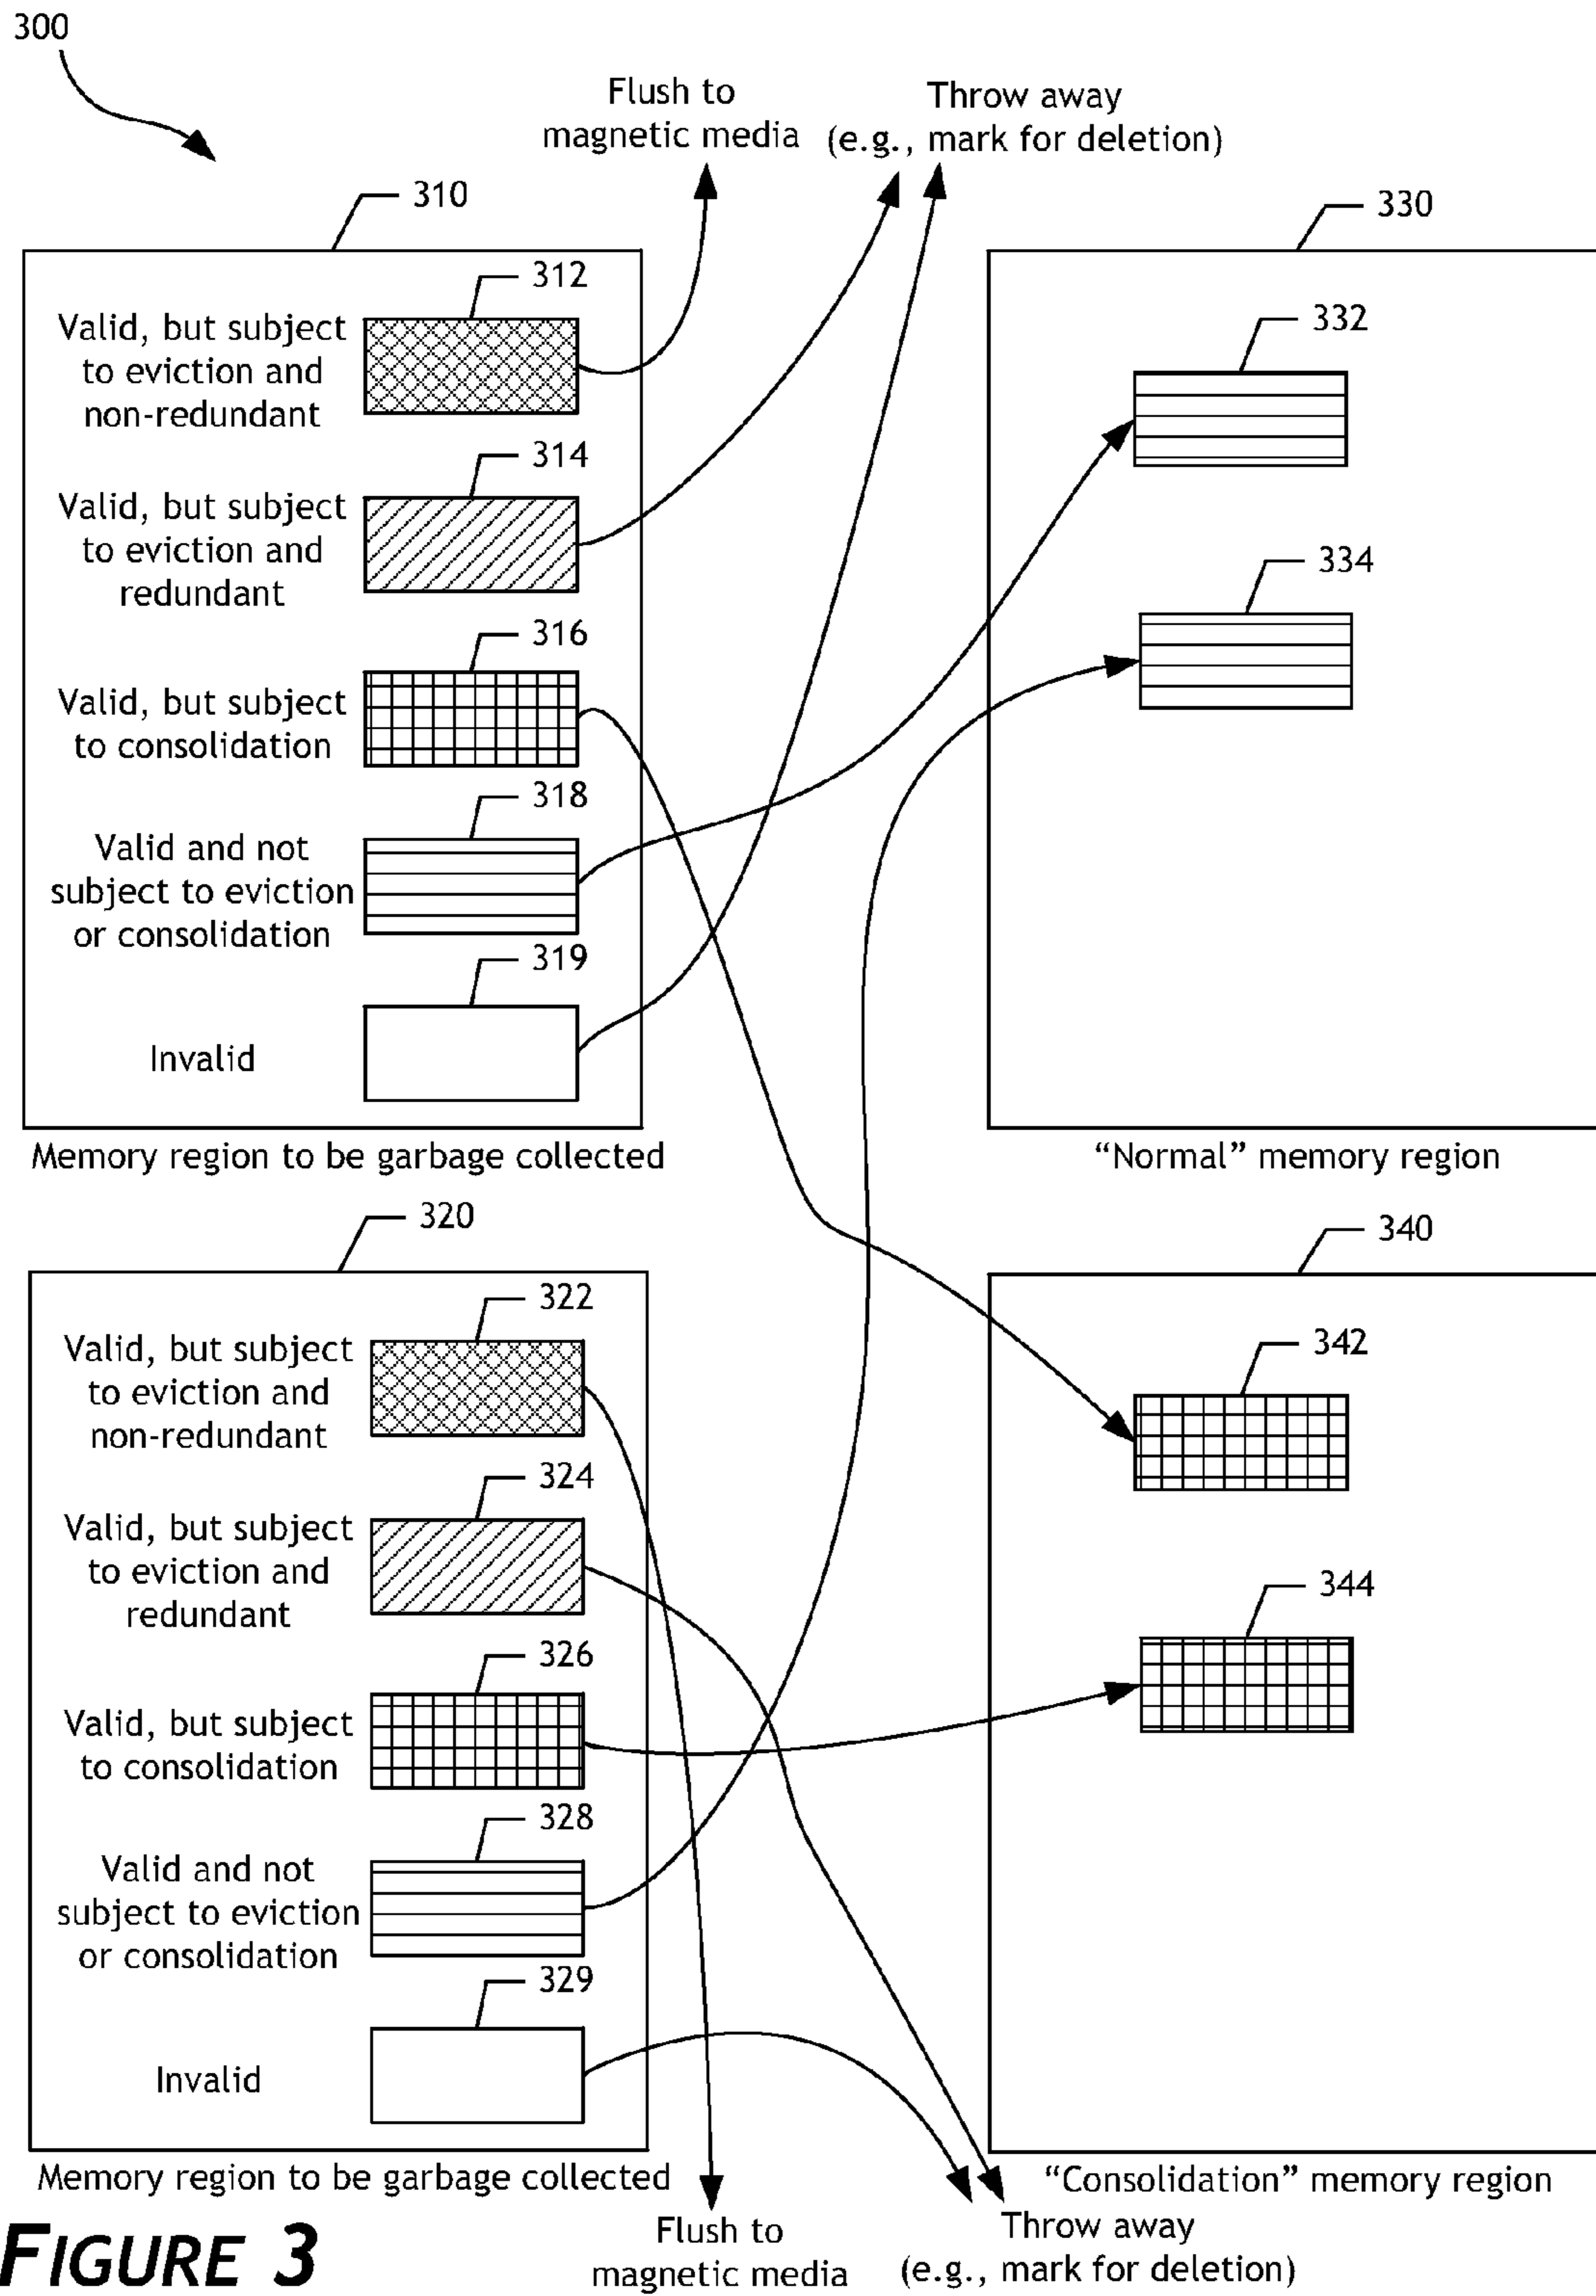 300
Flush to
magnetic media
Throw away
(e.g., mark for deletion)
310
330
312
Valid, but subject
to eviction and
non-redundant
332
314
Valid, but subject
to eviction and
redundant
334
316
Valid, but subject
to consolidation
318
Valid and not
subject to eviction
or consolidation
319
Invalid
Memory region to be garbage collected
“Normal” memory region
320
340
322
Valid, but subject
to eviction and
non-redundant
342
324
Valid, but subject
to eviction and
redundant
344
326
Valid, but subject
to consolidation
328
Valid and not
subject to eviction
or consolidation
329
Invalid
Memory region to be garbage collected
“Consolidation” memory region
Flush to
magnetic media
Throw away
(e.g., mark for deletion)
FIGURE 3